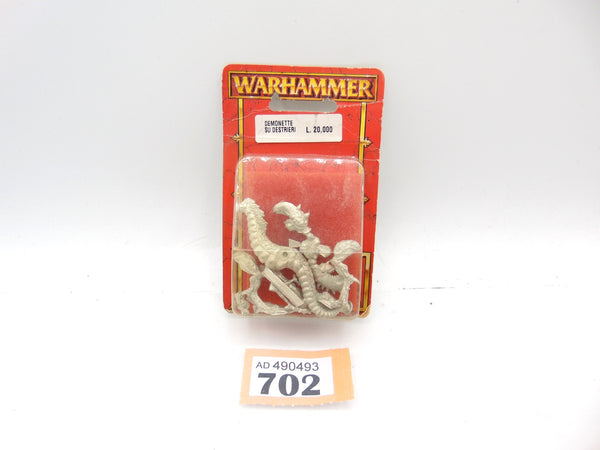 WARHAMMER
DEMONETTE
SU DESTRIERI L. 20,000
AD 490493
702